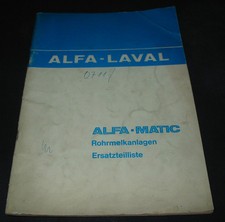 ALFA-LAVAL
ALFA·MATIC
Rohrmelkanlagen
Ersatzteilliste